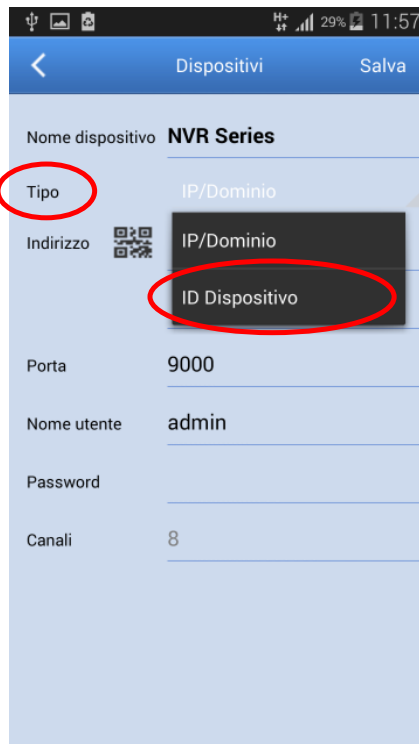 H+ 29% 11:57
Dispositivi Salva
Nome dispositivo NVR Series
Tipo IP/Dominio
Indirizzo IP/Dominio
ID Dispositivo
Porta 9000
Nome utente admin
Password
Canali 8